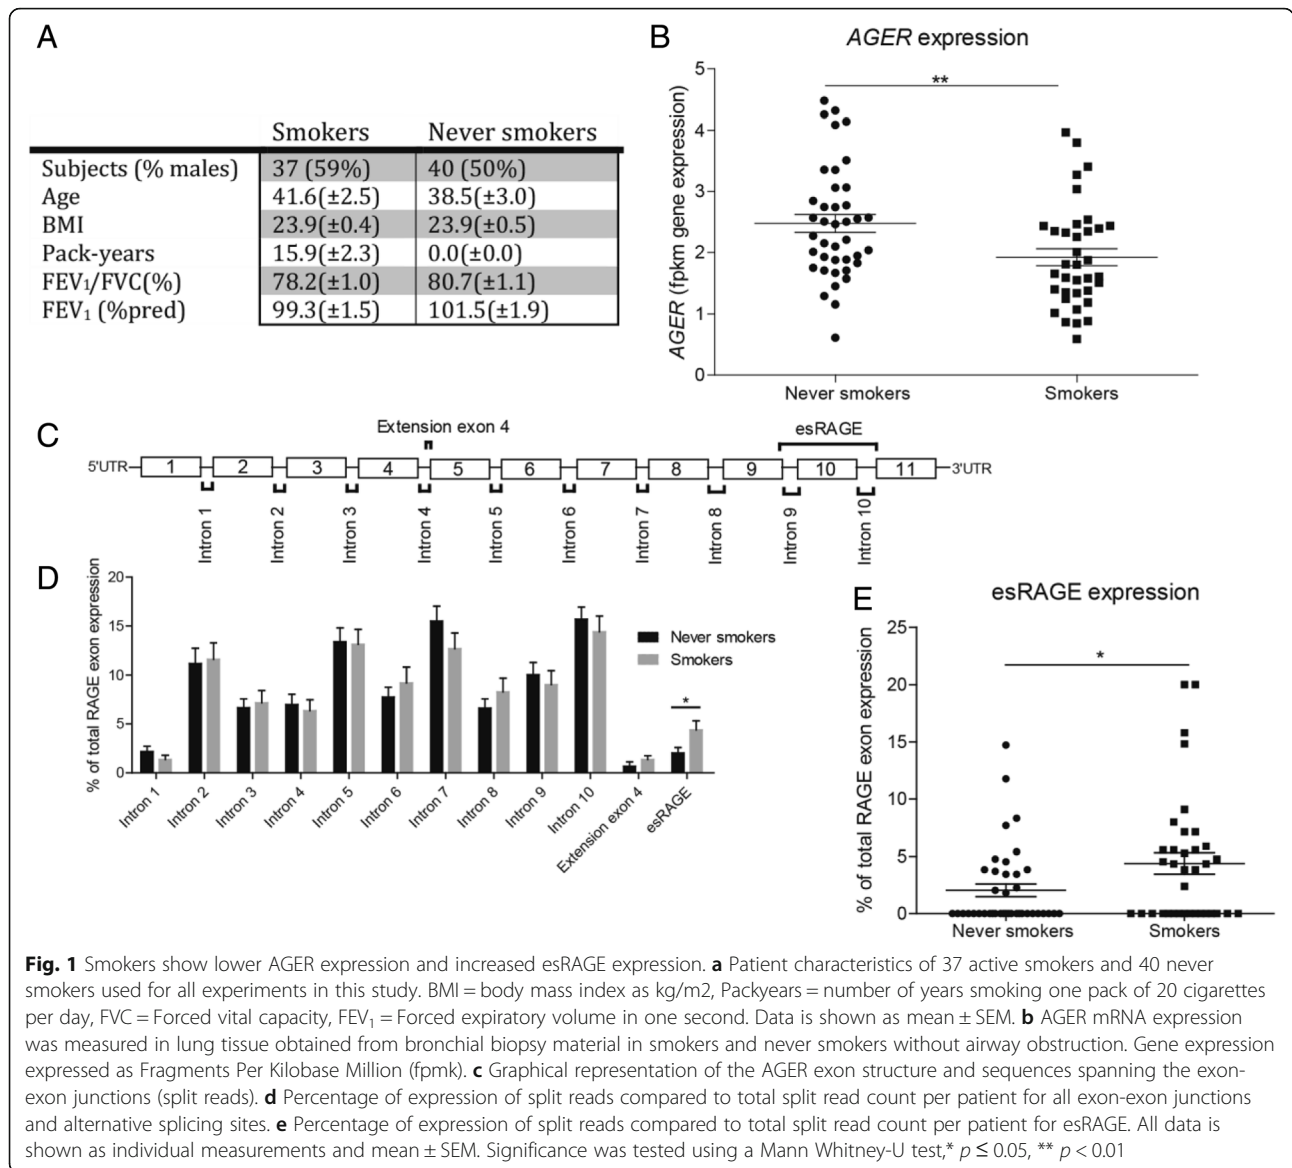 A
Smokers Never smokers
Subjects (% males) 37 (59%) 40 (50%)
Age 41.6(±2.5) 38.5(±3.0)
BMI 23.9(±0.4) 23.9(±0.5)
Pack-years 15.9(±2.3) 0.0(±0.0)
FEV₁/FVC(%) 78.2(±1.0) 80.7(±1.1)
FEV₁ (%pred) 99.3(±1.5) 101.5(±1.9)
B
AGER expression
**
AGER (fpkm gene expression)
5
4
3
2
1
0
Never smokers Smokers
C
Extension exon 4 esRAGE
5'UTR 1 2 3 4 5 6 7 8 9 10 11 3'UTR
Intron 1 Intron 2 Intron 3 Intron 4 Intron 5 Intron 6 Intron 7 Intron 8 Intron 9 Intron 10
D
% of total RAGE exon expression
20
15
10
5
0
Never smokers
Smokers
*
Intron 1 Intron 2 Intron 3 Intron 4 Intron 5 Intron 6 Intron 7 Intron 8 Intron 9 Intron 10 Extension exon 4 esRAGE
E
esRAGE expression
*
% of total RAGE exon expression
25
20
15
10
5
0
Never smokers Smokers
Fig. 1 Smokers show lower AGER expression and increased esRAGE expression. a Patient characteristics of 37 active smokers and 40 never
smokers used for all experiments in this study. BMI = body mass index as kg/m2, Packyears = number of years smoking one pack of 20 cigarettes
per day, FVC = Forced vital capacity, FEV₁ = Forced expiratory volume in one second. Data is shown as mean ± SEM. b AGER mRNA expression
was measured in lung tissue obtained from bronchial biopsy material in smokers and never smokers without airway obstruction. Gene expression
expressed as Fragments Per Kilobase Million (fpmk). c Graphical representation of the AGER exon structure and sequences spanning the exon-
exon junctions (split reads). d Percentage of expression of split reads compared to total split read count per patient for all exon-exon junctions
and alternative splicing sites. e Percentage of expression of split reads compared to total split read count per patient for esRAGE. All data is
shown as individual measurements and mean ± SEM. Significance was tested using a Mann Whitney-U test,* p ≤ 0.05, ** p < 0.01